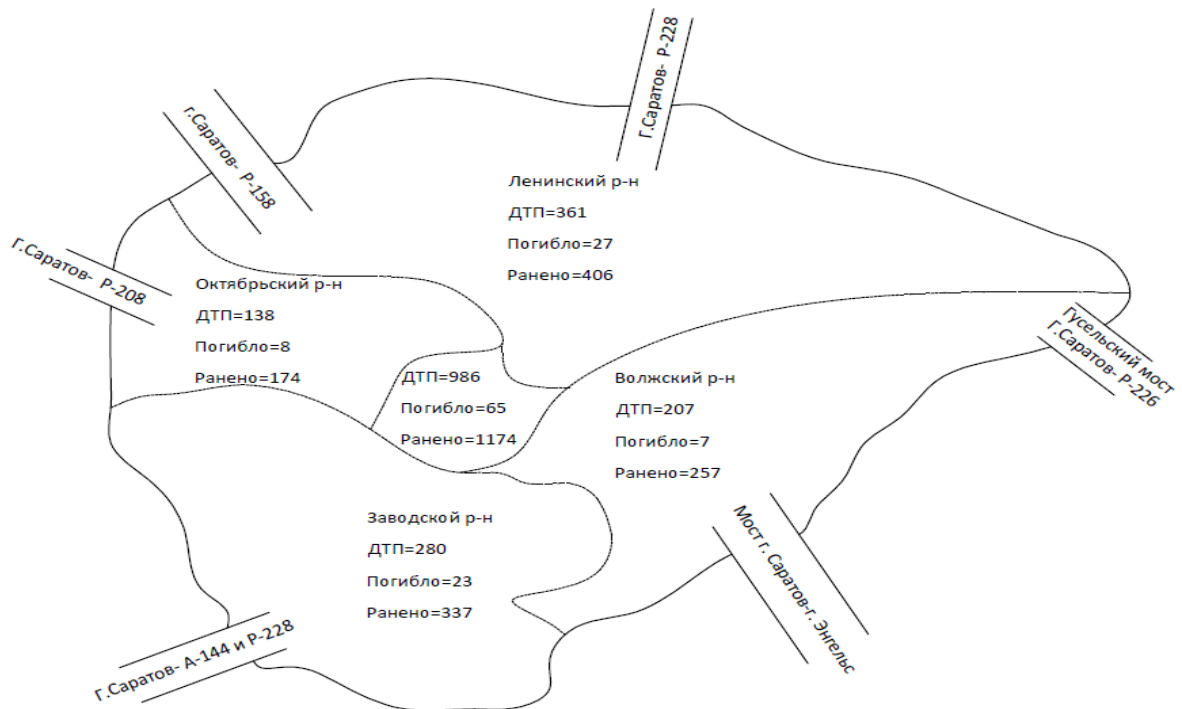 Г.Саратов- Р-228
г.Саратов- Р-158
Ленинский р-н
ДТП=361
Погибло=27
Ранено=406
Г.Саратов- Р-208
Октябрьский р-н
ДТП=138
Погибло=8
Ранено=174
ДТП=986
Погибло=65
Ранено=1174
Волжский р-н
ДТП=207
Погибло=7
Ранено=257
Гусельский мост
Г.Саратов- Р-226
Заводской р-н
ДТП=280
Погибло=23
Ранено=337
Мост г. Саратов-г. Энгельс
Г.Саратов- А-144 и Р-228